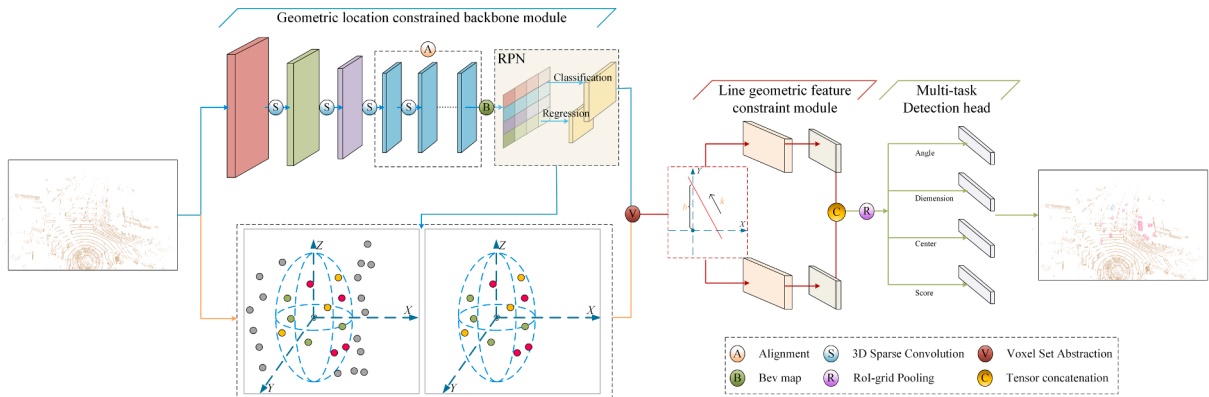 Geometric location constrained backbone module
A
RPN
Classification
S
S
S
S
B
Regression
Line geometric feature
constraint module
Multi-task
Detection head
Angle
Diemension
Center
Score
Y
X
b
k
V
C
R
Z
X
Y
Z
X
Y
A Alignment
S 3D Sparse Convolution
V Voxel Set Abstraction
B Bev map
R RoI-grid Pooling
C Tensor concatenation